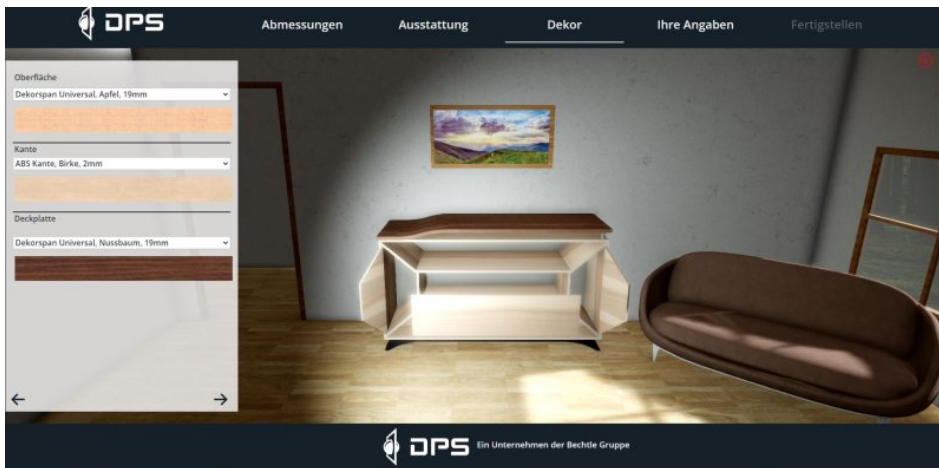 DPS
Abmessungen Ausstattung Dekor Ihre Angaben Fertigstellen
Oberfläche
Dekorspan Universal, Apfel, 19mm
Kante
ABS Kante, Birke, 2mm
Deckplatte
Dekorspan Universal, Nussbaum, 19mm
DPS Ein Unternehmen der Bechtle Gruppe